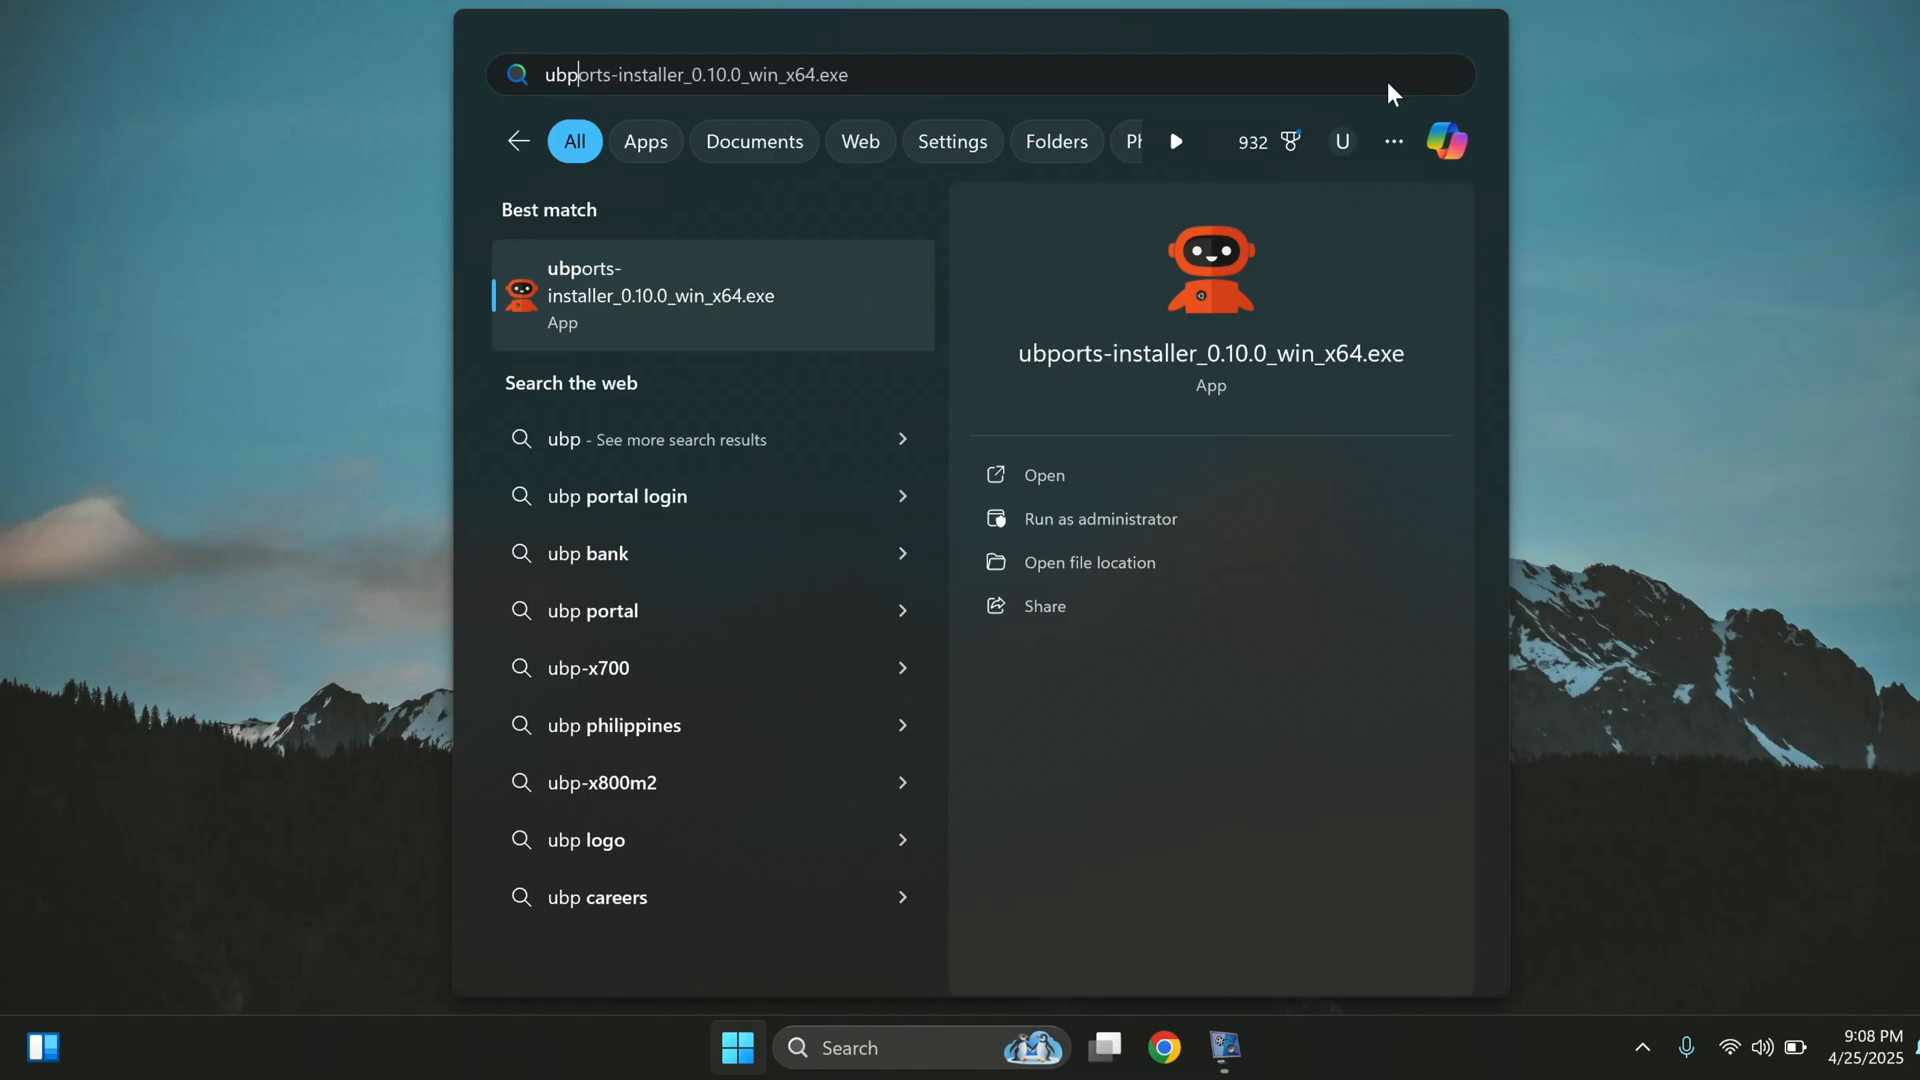 ubports-installer_0.10.0_win_x64.exe
All Apps Documents Web Settings Folders Ph 932 U
Best match
ubports-
installer_0.10.0_win_x64.exe
App
Search the web
ubp - See more search results
ubp portal login
ubp bank
ubp portal
ubp-x700
ubp philippines
ubp-x800m2
ubp logo
ubp careers
ubports-installer_0.10.0_win_x64.exe
App
Open
Run as administrator
Open file location
Share
Search
9:08 PM
4/25/2025